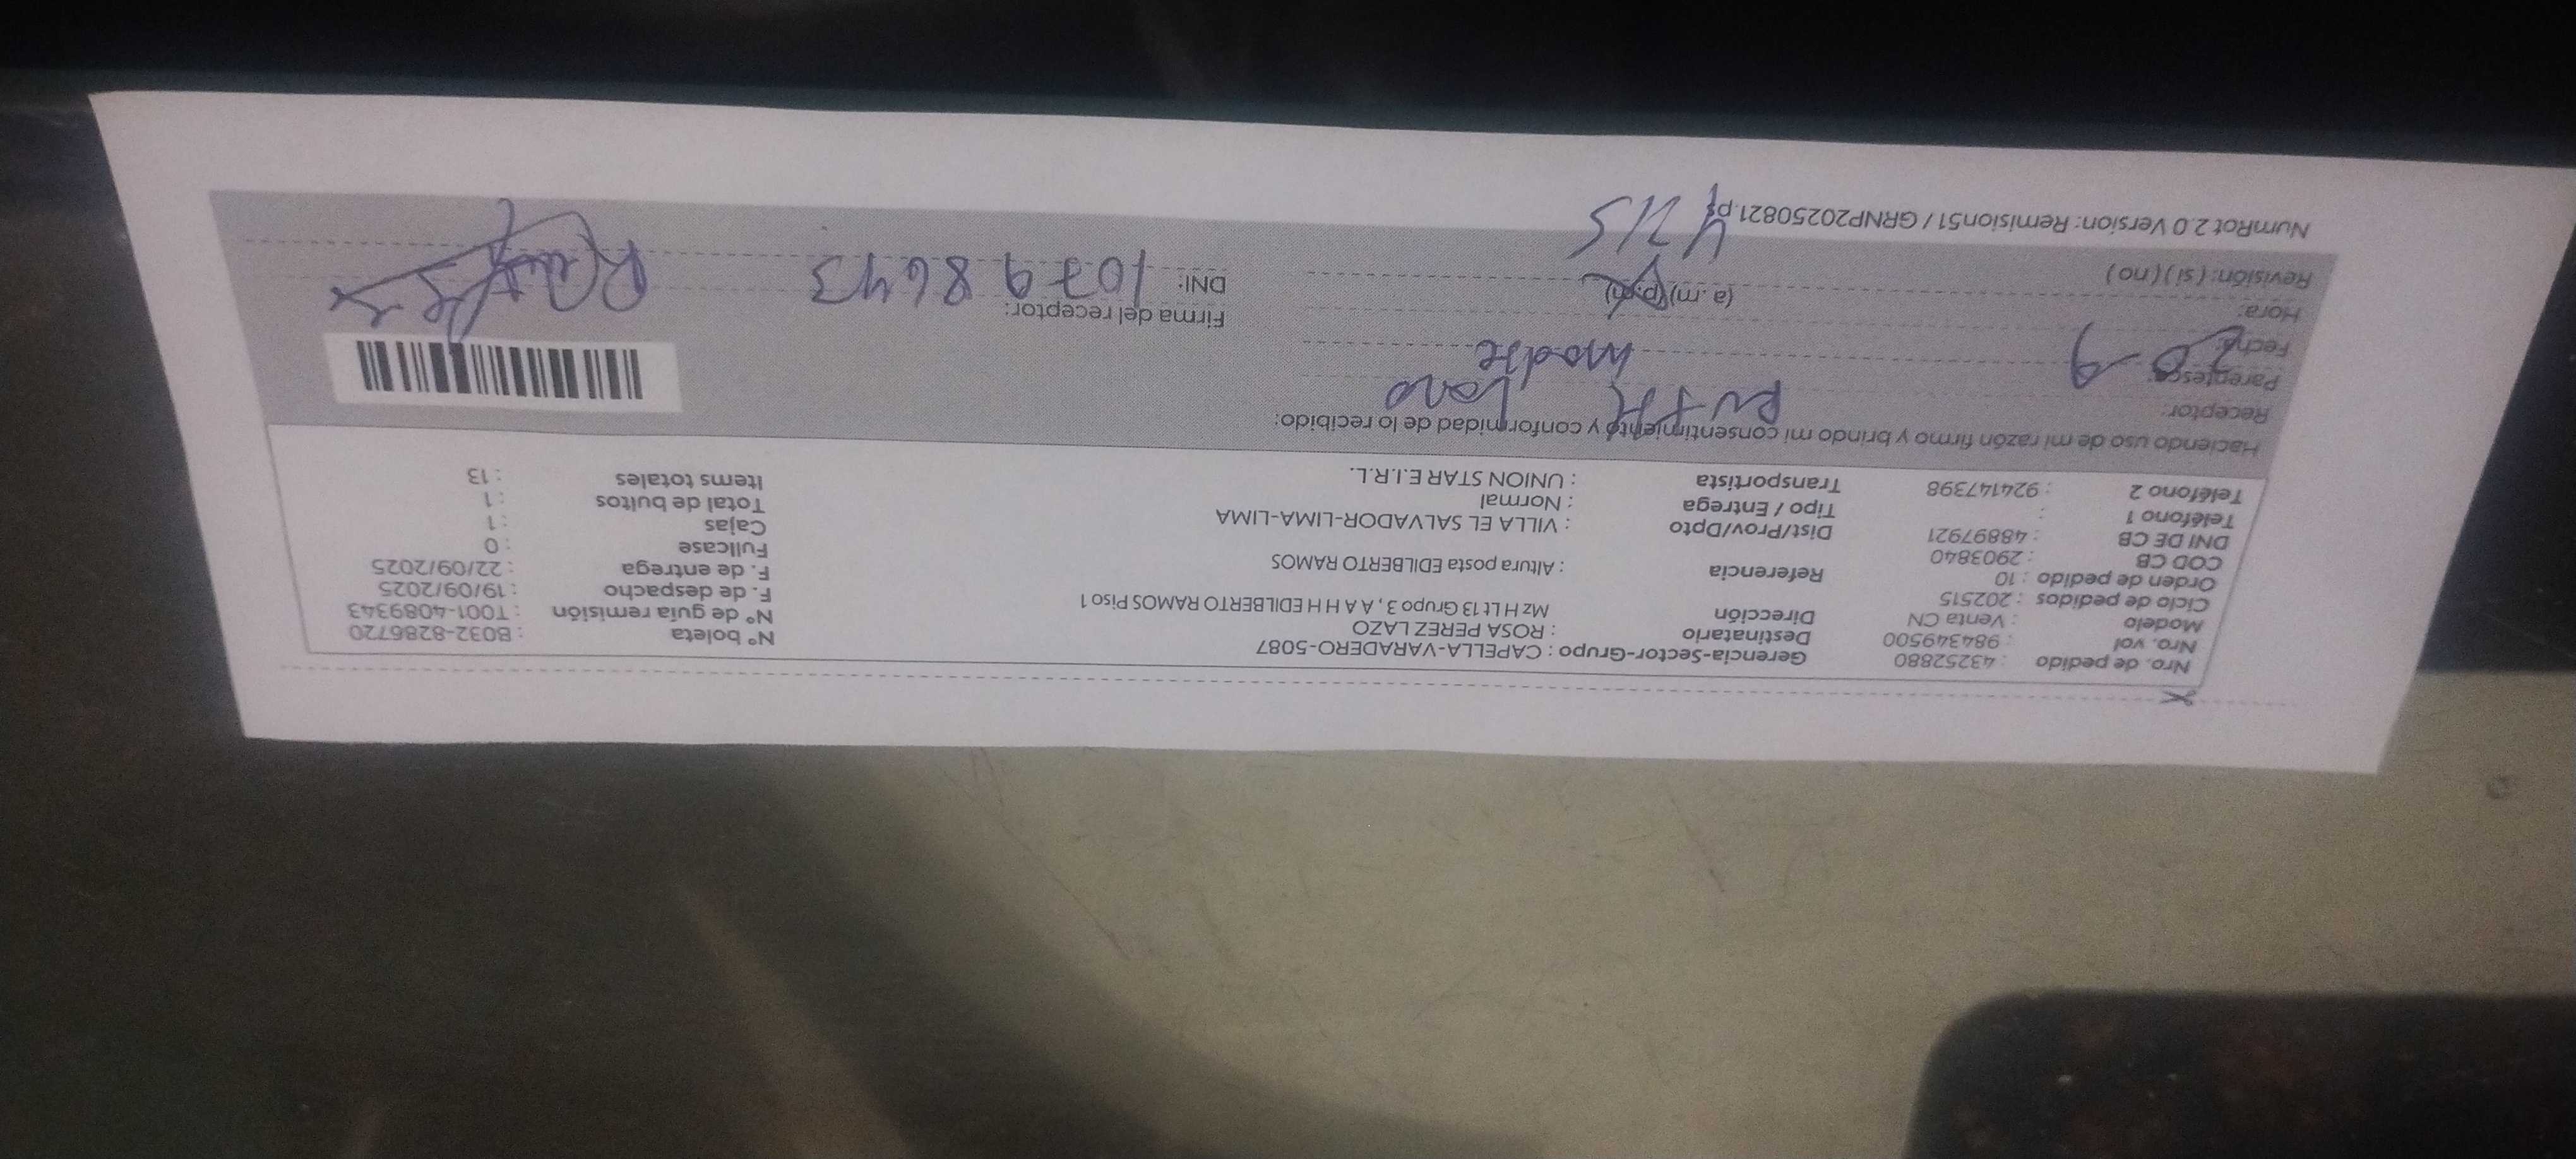 Nro. de pedido : 43252880 Gerencia-Sector-Grupo : CAPELLA-VARADERO-5087 N° boleta : B032-8286720
Nro. vol : 984349500 Destinatario : ROSA PEREZ LAZO N° de guía remisión : T001-4089343
Modelo : Venta CN Dirección Mz H Lt 13 Grupo 3, A A H H EDILBERTO RAMOS Piso 1 F. de despacho : 19/09/2025
Ciclo de pedidos : 202515 F. de entrega : 22/09/2025
Orden de pedido : 10 Referencia : Altura posta EDILBERTO RAMOS Fullcase : 0
COD CB : 2903840 Cajas : 1
DNI DE CB : 48897921 Dist/Prov/Dpto : VILLA EL SALVADOR-LIMA-LIMA Total de bultos : 1
Teléfono 1 : Tipo / Entrega : Normal Items totales : 13
Teléfono 2 : 924147398 Transportista : UNION STAR E.I.R.L.
Haciendo uso de mi razón firmo y brindo mi consentimiento y conformidad de lo recibido:
Receptor: Lazo
Parentesco: madre
Fecha: 20-9
Hora: (a.m) (p.m) Firma del receptor:
Revisión: (si) (no) DNI: 10798643
4 215
NumRot 2.0 Version: Remision51 / GRNP20250821.ps